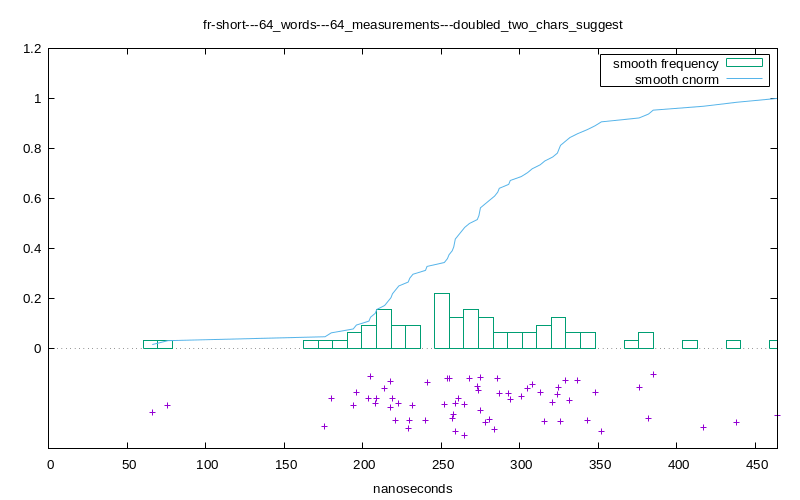 fr-short---64_words---64_measurements---doubled_two_chars_suggest
1.2
smooth frequency
smooth cnorm
1
0.8
0.6
0.4
0.2
0
0 50 100 150 200 250 300 350 400 450
nanoseconds